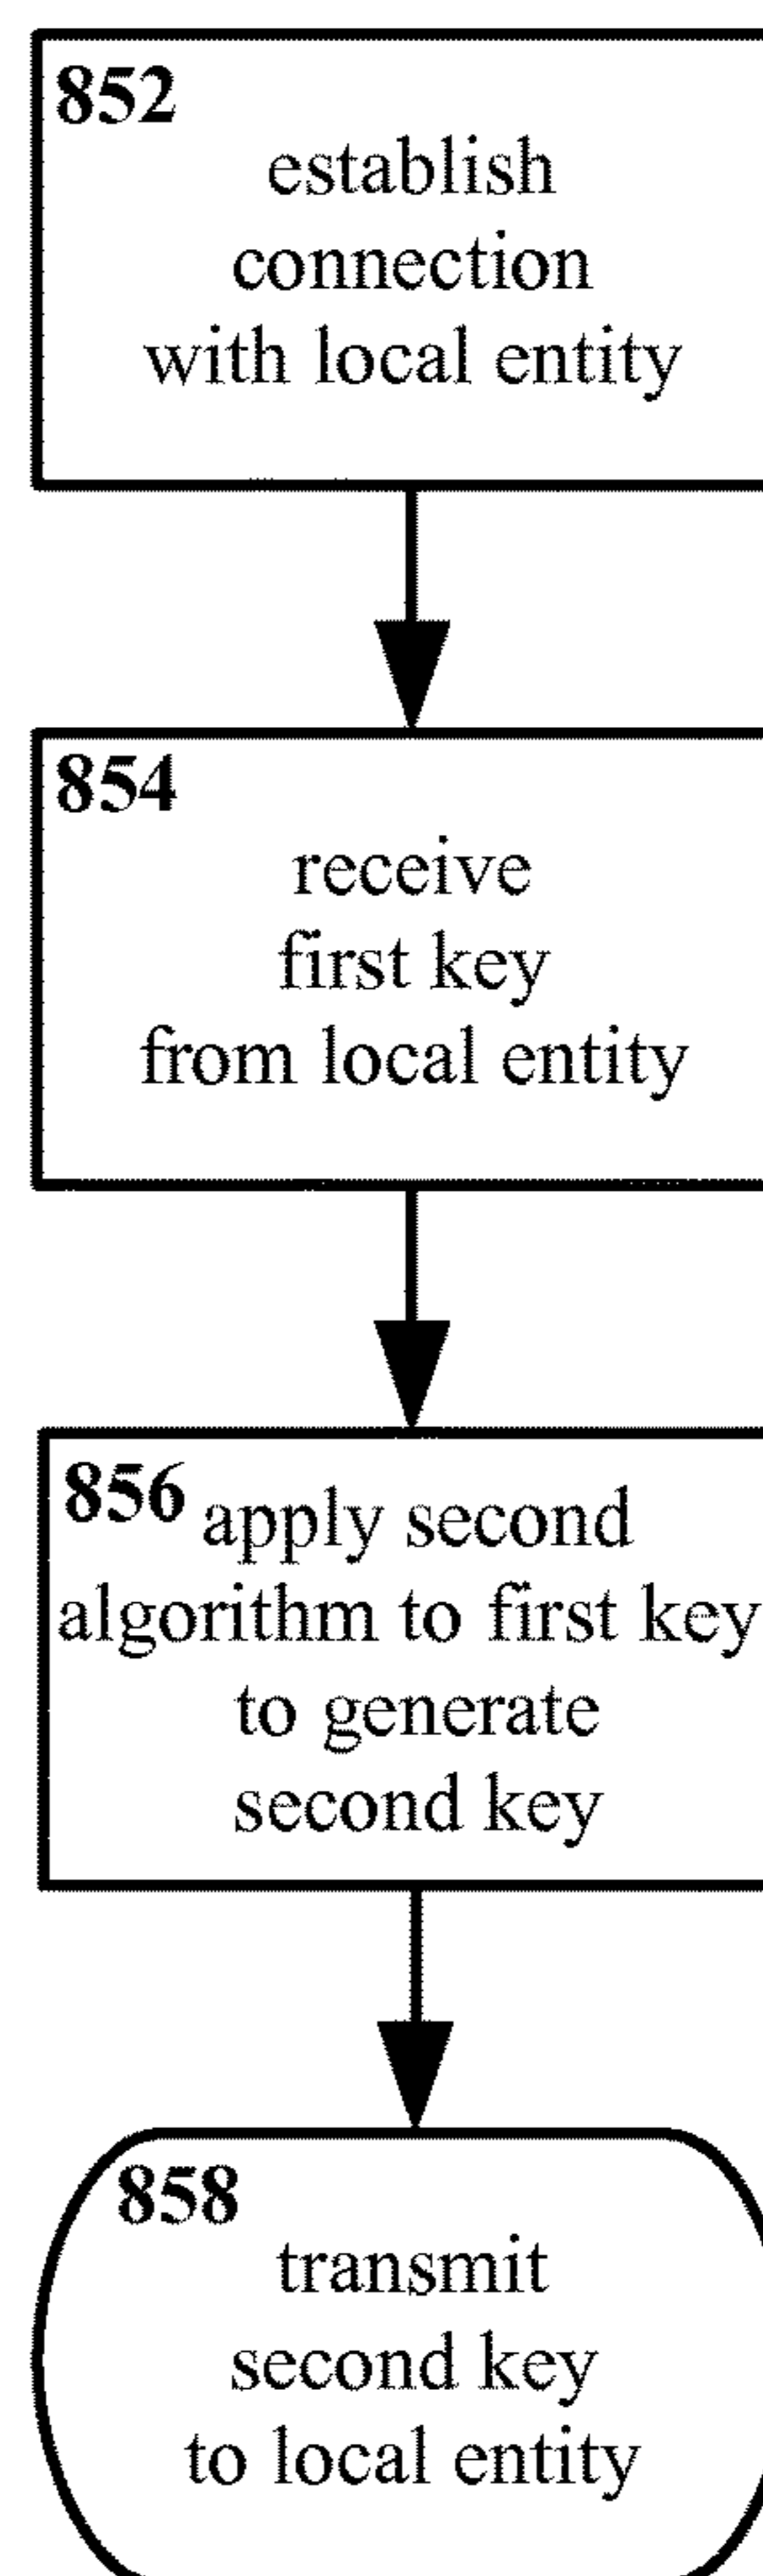 852
establish
connection
with local entity
854
receive
first key
from local entity
856 apply second
algorithm to first key
to generate
second key
858
transmit
second key
to local entity